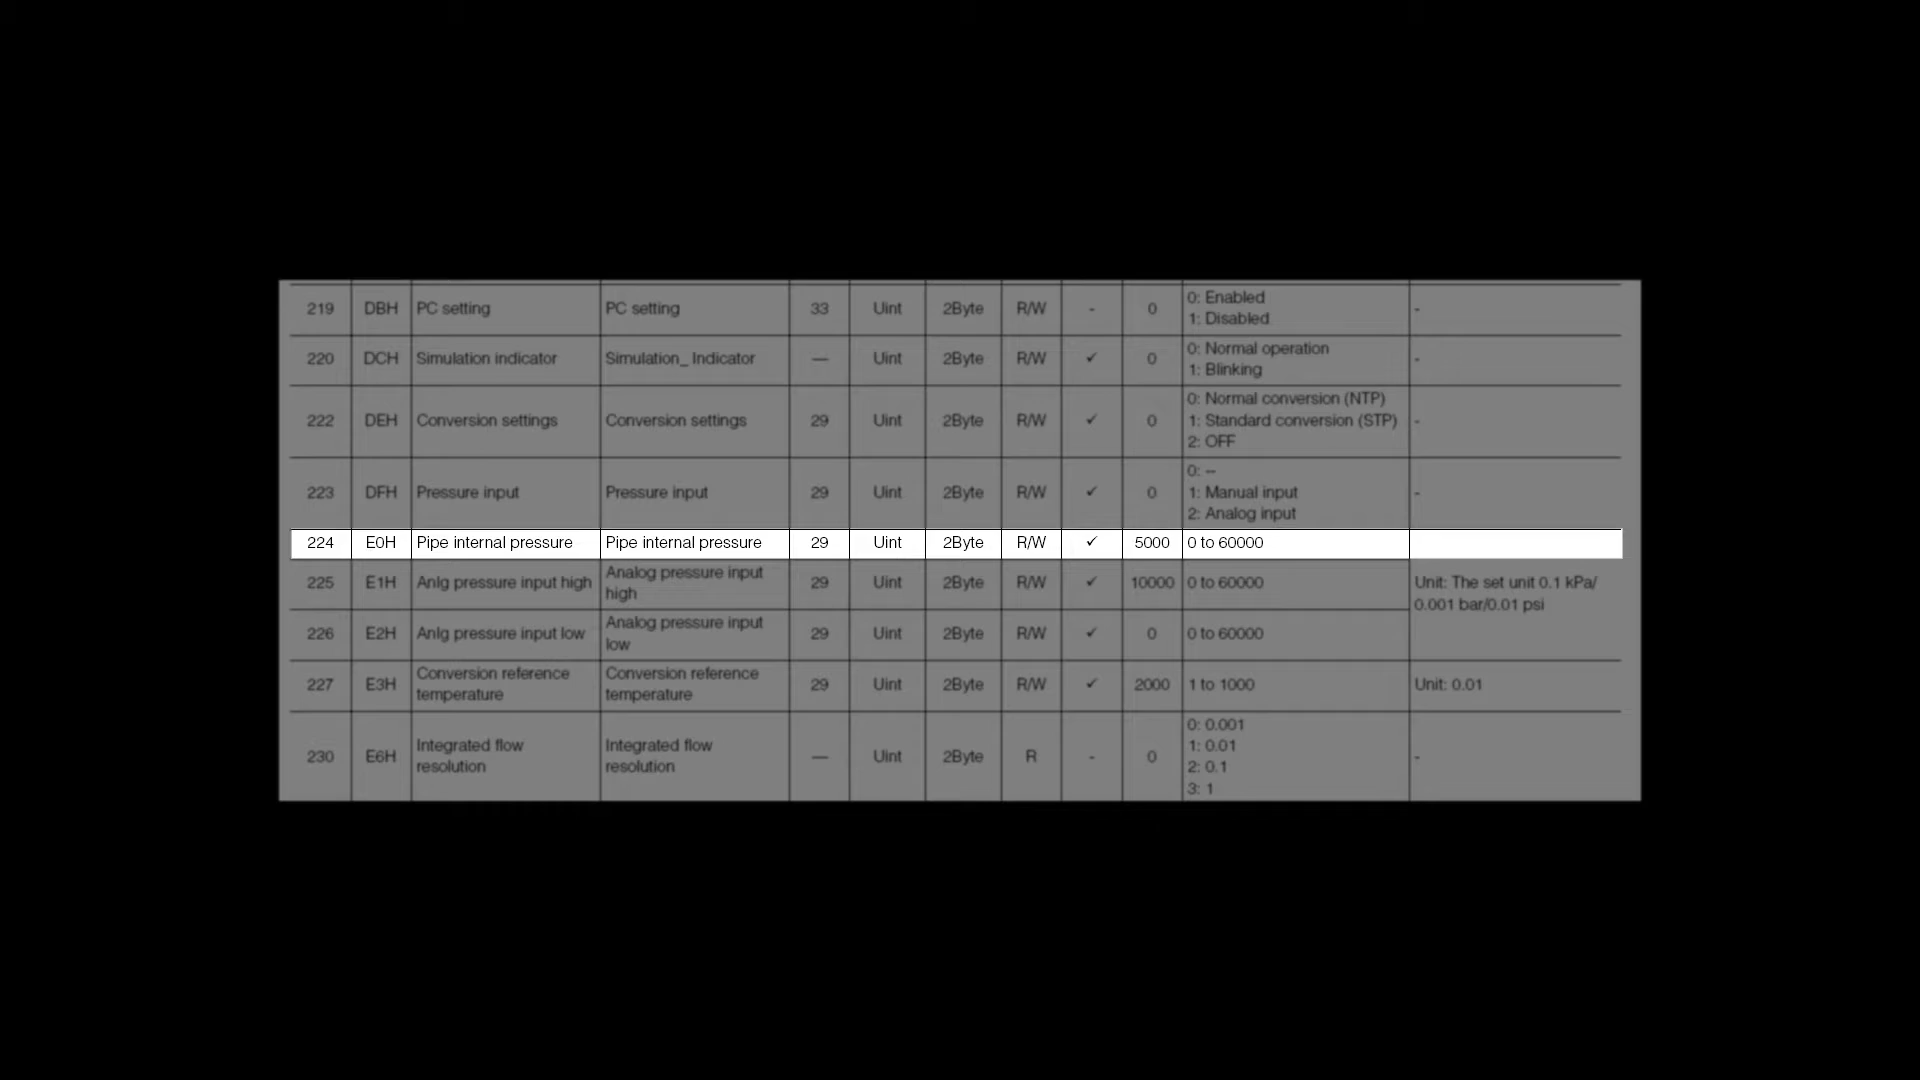 219 DBH PC setting PC setting 33 Uint 2Byte R/W - 0 0: Enabled -
1: Disabled
220 DCH Simulation indicator Simulation_ Indicator — Uint 2Byte R/W ✓ 0 0: Normal operation -
1: Blinking
222 DEH Conversion settings Conversion settings 29 Uint 2Byte R/W ✓ 0 0: Normal conversion (NTP)
1: Standard conversion (STP) -
2: OFF
223 DFH Pressure input Pressure input 29 Uint 2Byte R/W ✓ 0 0: --
1: Manual input -
2: Analog input
224 E0H Pipe internal pressure Pipe internal pressure 29 Uint 2Byte R/W ✓ 5000 0 to 60000
225 E1H Anlg pressure input high Analog pressure input high 29 Uint 2Byte R/W ✓ 10000 0 to 60000 Unit: The set unit 0.1 kPa/
0.001 bar/0.01 psi
226 E2H Anlg pressure input low Analog pressure input low 29 Uint 2Byte R/W ✓ 0 0 to 60000
227 E3H Conversion reference temperature Conversion reference temperature 29 Uint 2Byte R/W ✓ 2000 1 to 1000 Unit: 0.01
230 E6H Integrated flow resolution Integrated flow resolution — Uint 2Byte R - 0 0: 0.001 -
1: 0.01
2: 0.1
3: 1